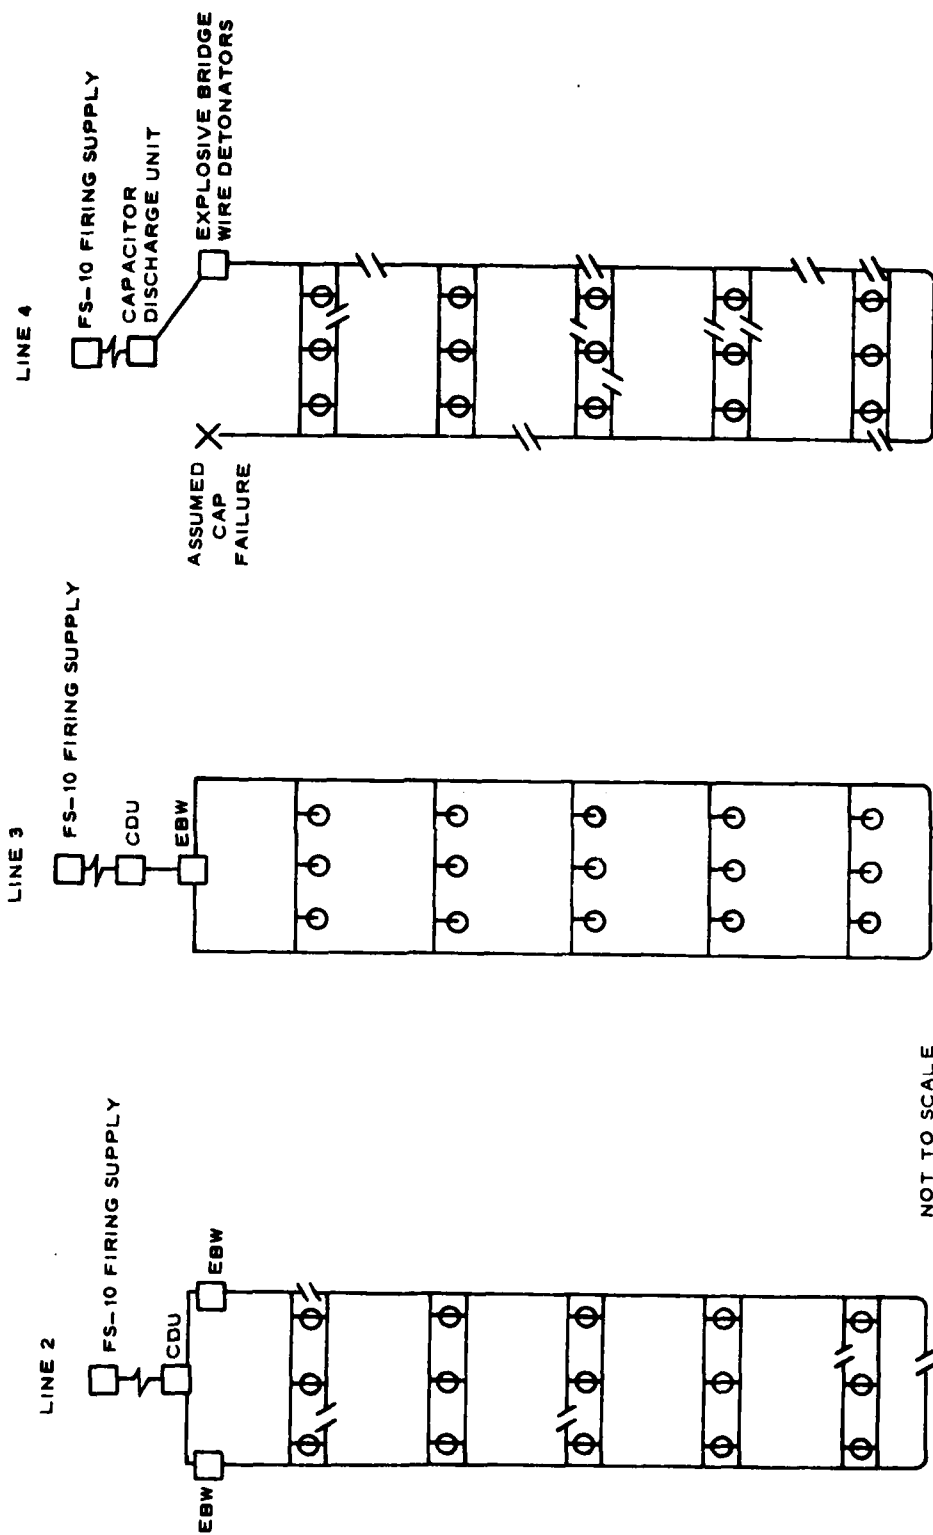 LINE 2
FS-10 FIRING SUPPLY
CDU
EBW
EBW
LINE 3
FS-10 FIRING SUPPLY
CDU
EBW
LINE 4
FS-10 FIRING SUPPLY
CAPACITOR
DISCHARGE UNIT
EXPLOSIVE BRIDGE
WIRE DETONATORS
ASSUMED
CAP
FAILURE
NOT TO SCALE